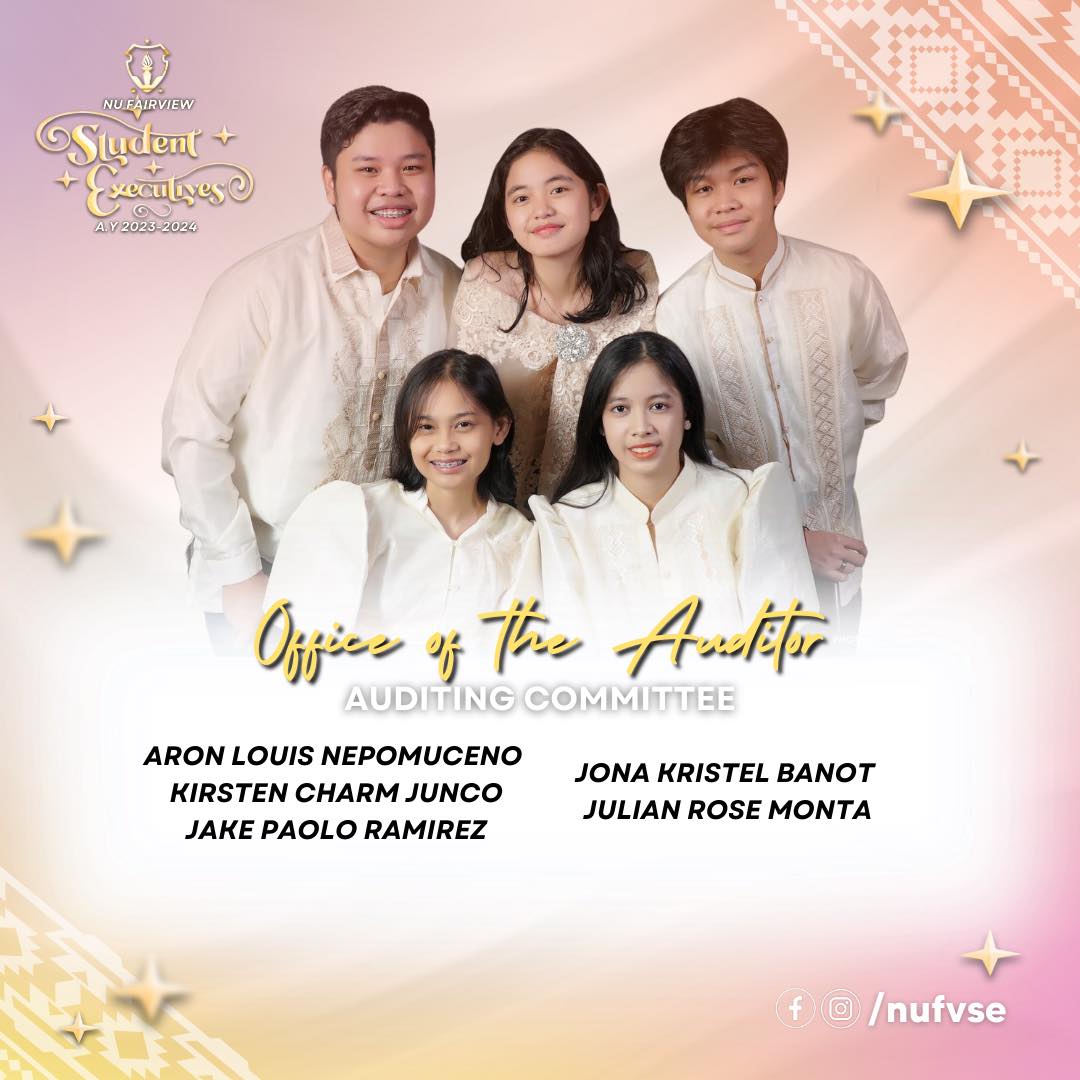 NU FAIRVIEW
Student
Executives
A.Y 2023-2024
Office of the Auditor
AUDITING COMMITTEE
ARON LOUIS NEPOMUCENO
KIRSTEN CHARM JUNCO
JAKE PAOLO RAMIREZ
JONA KRISTEL BANOT
JULIAN ROSE MONTA
/nufvse